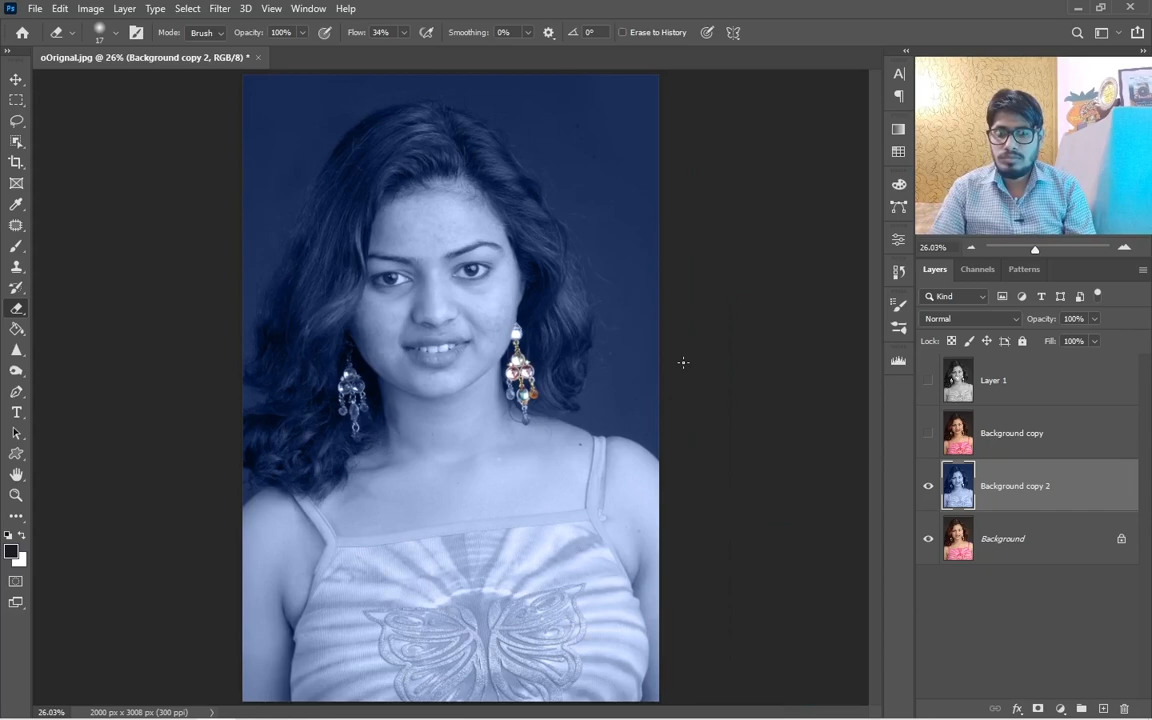 Ps File Edit Image Layer Type Select Filter 3D View Window Help
17 Mode: Brush Opacity: 100% Flow: 34% Smoothing: 0% 0° Erase to History
oOrignal.jpg @ 26% (Background copy 2, RGB/8) *
26.03%
Layers Channels Patterns
Kind
Normal Opacity: 100%
Lock: Fill: 100%
Layer 1
Background copy
Background copy 2
Background
fx
26.03% 2000 px x 3008 px (300 ppi)